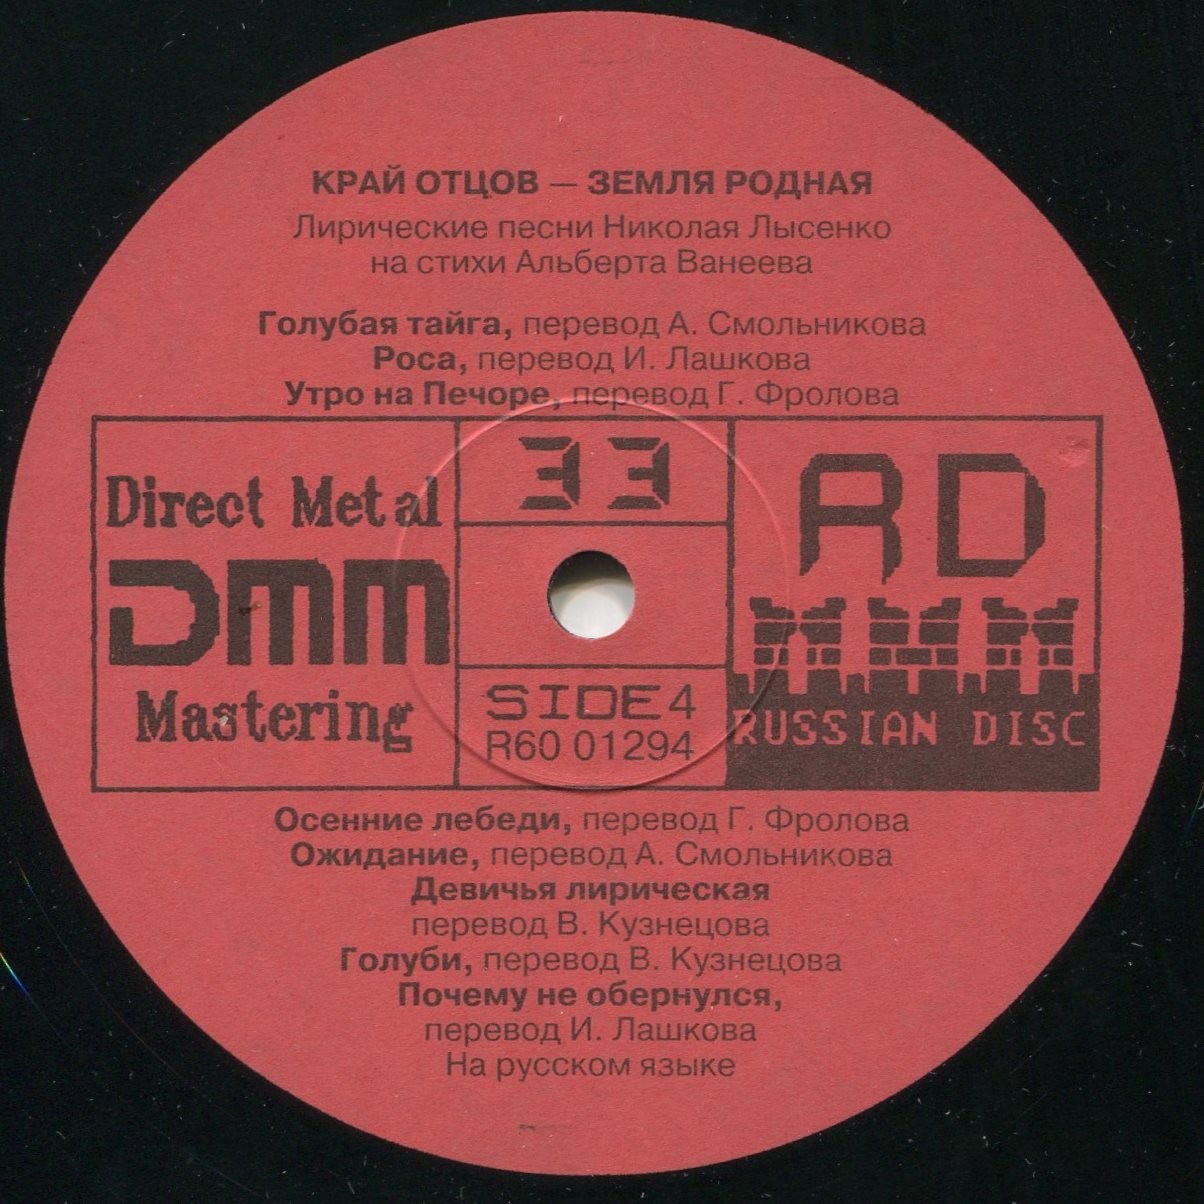 КРАЙ ОТЦОВ — ЗЕМЛЯ РОДНАЯ
Лирические песни Николая Лысенко
на стихи Альберта Ванеева
Голубая тайга, перевод А. Смольникова
Роса, перевод И. Лашкова
Утро на Печоре, перевод Г. Фролова
Direct Metal
DMM
Mastering
33
SIDE 4
R60 01294
RD
RUSSIAN DISC
Осенние лебеди, перевод Г. Фролова
Ожидание, перевод А. Смольникова
Девичья лирическая
перевод В. Кузнецова
Голуби, перевод В. Кузнецова
Почему не обернулся,
перевод И. Лашкова
На русском языке